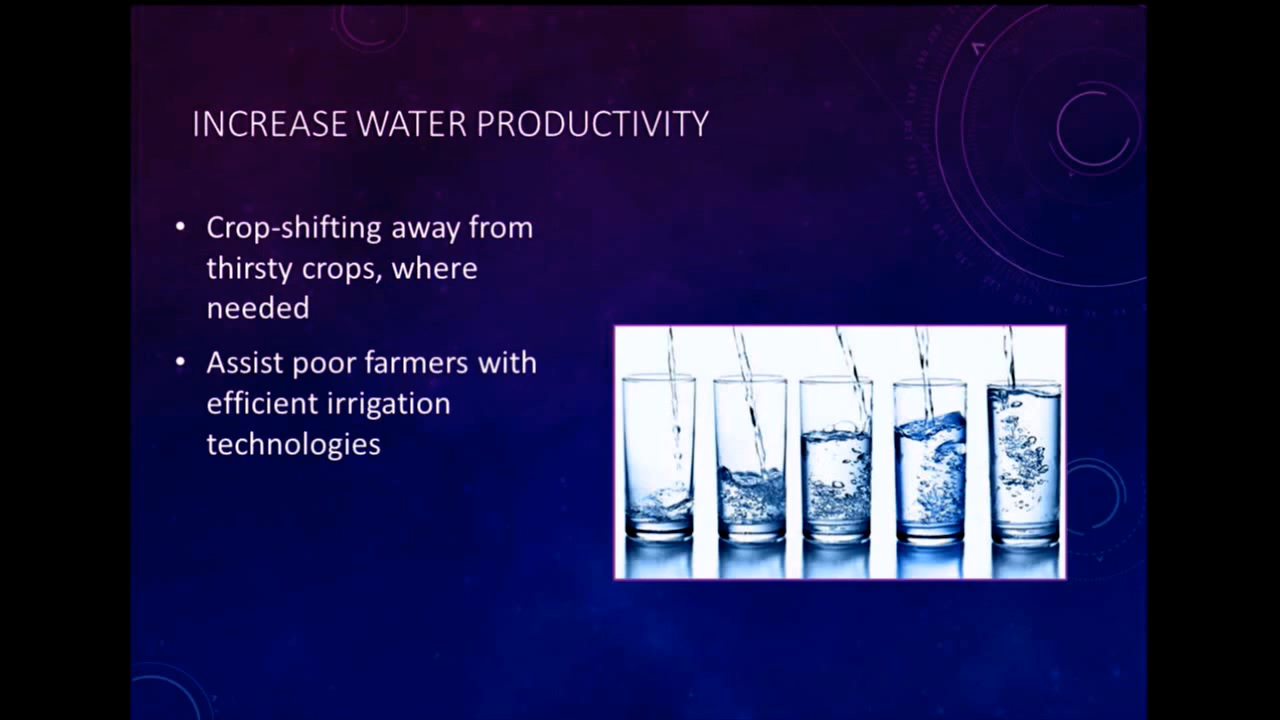 INCREASE WATER PRODUCTIVITY
• Crop-shifting away from
thirsty crops, where
needed
• Assist poor farmers with
efficient irrigation
technologies